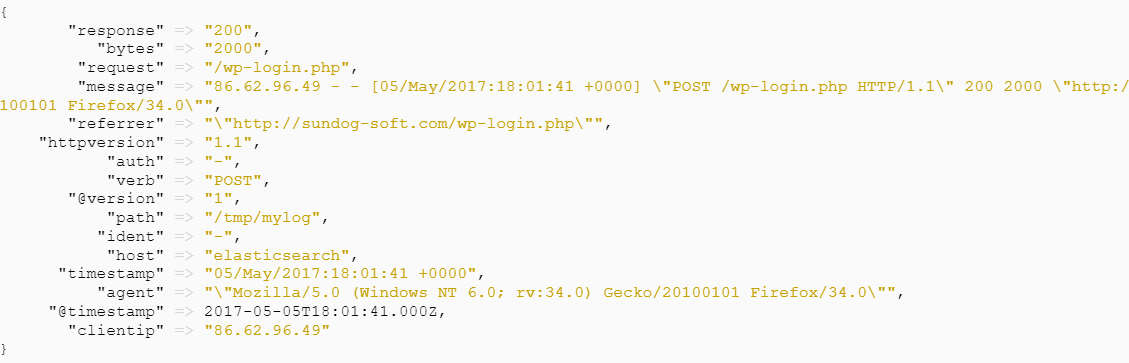 {
"response" => "200",
"bytes" => "2000",
"request" => "/wp-login.php",
"message" => "86.62.96.49 - - [05/May/2017:18:01:41 +0000] \"POST /wp-login.php HTTP/1.1\" 200 2000 \"http:/
100101 Firefox/34.0\"",
"referrer" => "\"http://sundog-soft.com/wp-login.php\"",
"httpversion" => "1.1",
"auth" => "-",
"verb" => "POST",
"@version" => "1",
"path" => "/tmp/mylog",
"ident" => "-",
"host" => "elasticsearch",
"timestamp" => "05/May/2017:18:01:41 +0000",
"agent" => "\"Mozilla/5.0 (Windows NT 6.0; rv:34.0) Gecko/20100101 Firefox/34.0\"",
"@timestamp" => 2017-05-05T18:01:41.000Z,
"clientip" => "86.62.96.49"
}